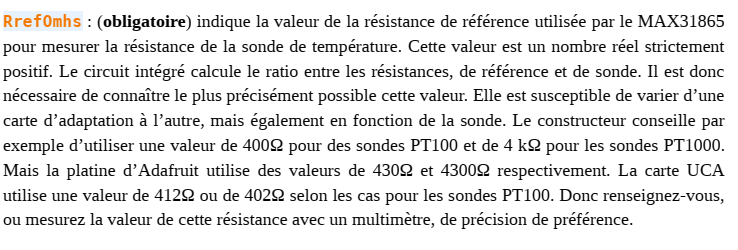 RrefOmhs : (obligatoire) indique la valeur de la résistance de référence utilisée par le MAX31865
pour mesurer la résistance de la sonde de température. Cette valeur est un nombre réel strictement
positif. Le circuit intégré calcule le ratio entre les résistances, de référence et de sonde. Il est donc
nécessaire de connaître le plus précisément possible cette valeur. Elle est susceptible de varier d’une
carte d’adaptation à l’autre, mais également en fonction de la sonde. Le constructeur conseille par
exemple d’utiliser une valeur de 400Ω pour des sondes PT100 et de 4 kΩ pour les sondes PT1000.
Mais la platine d’Adafruit utilise des valeurs de 430Ω et 4300Ω respectivement. La carte UCA
utilise une valeur de 412Ω ou de 402Ω selon les cas pour les sondes PT100. Donc renseignez-vous,
ou mesurez la valeur de cette résistance avec un multimètre, de précision de préférence.